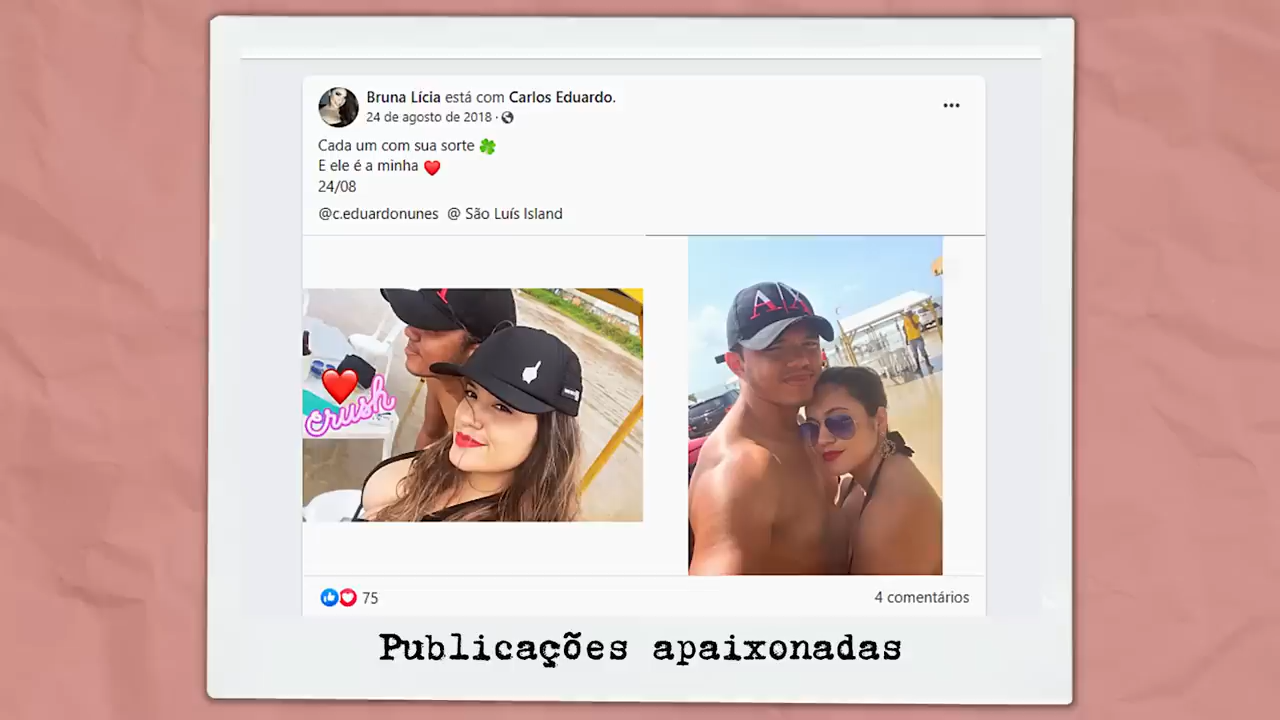 Bruna Lícia está com Carlos Eduardo.
24 de agosto de 2018 ·
Cada um com sua sorte 🍀
E ele é a minha ❤️
24/08
@c.eduardonunes @ São Luís Island
AX
crush
75
4 comentários
Publicações apaixonadas